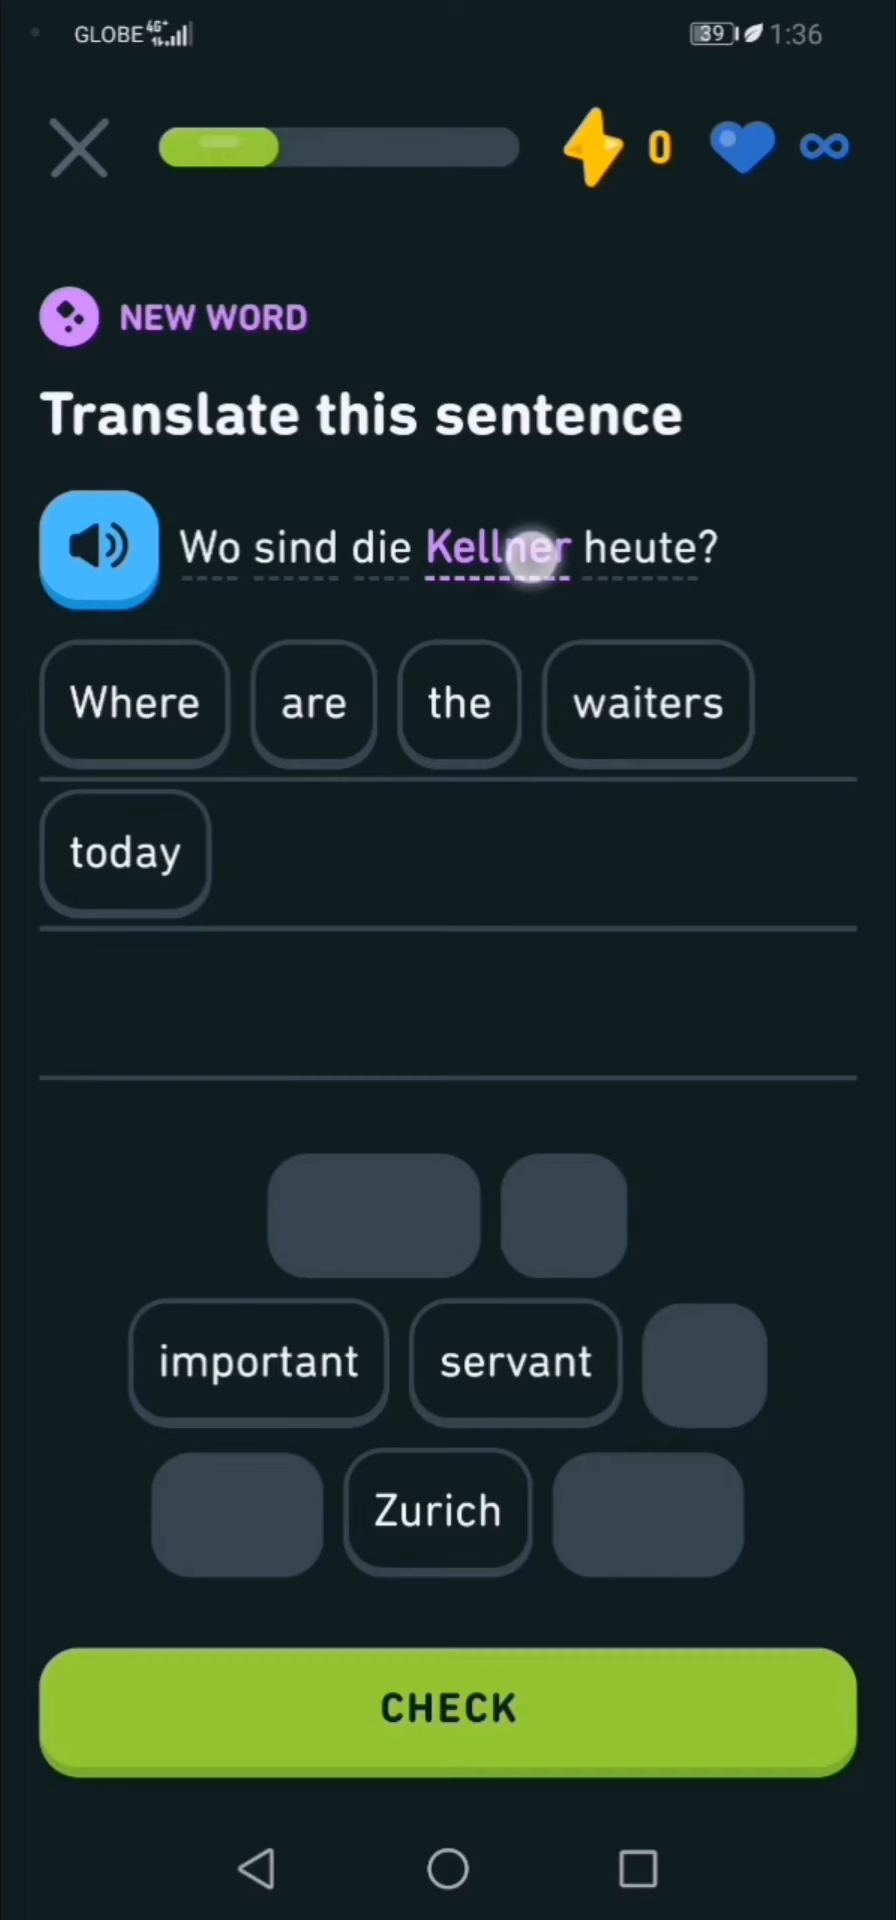 GLOBE 4G+ 39 1:36
0 ∞
NEW WORD
Translate this sentence
Wo sind die Kellner heute?
Where are the waiters
today
important servant
Zurich
CHECK